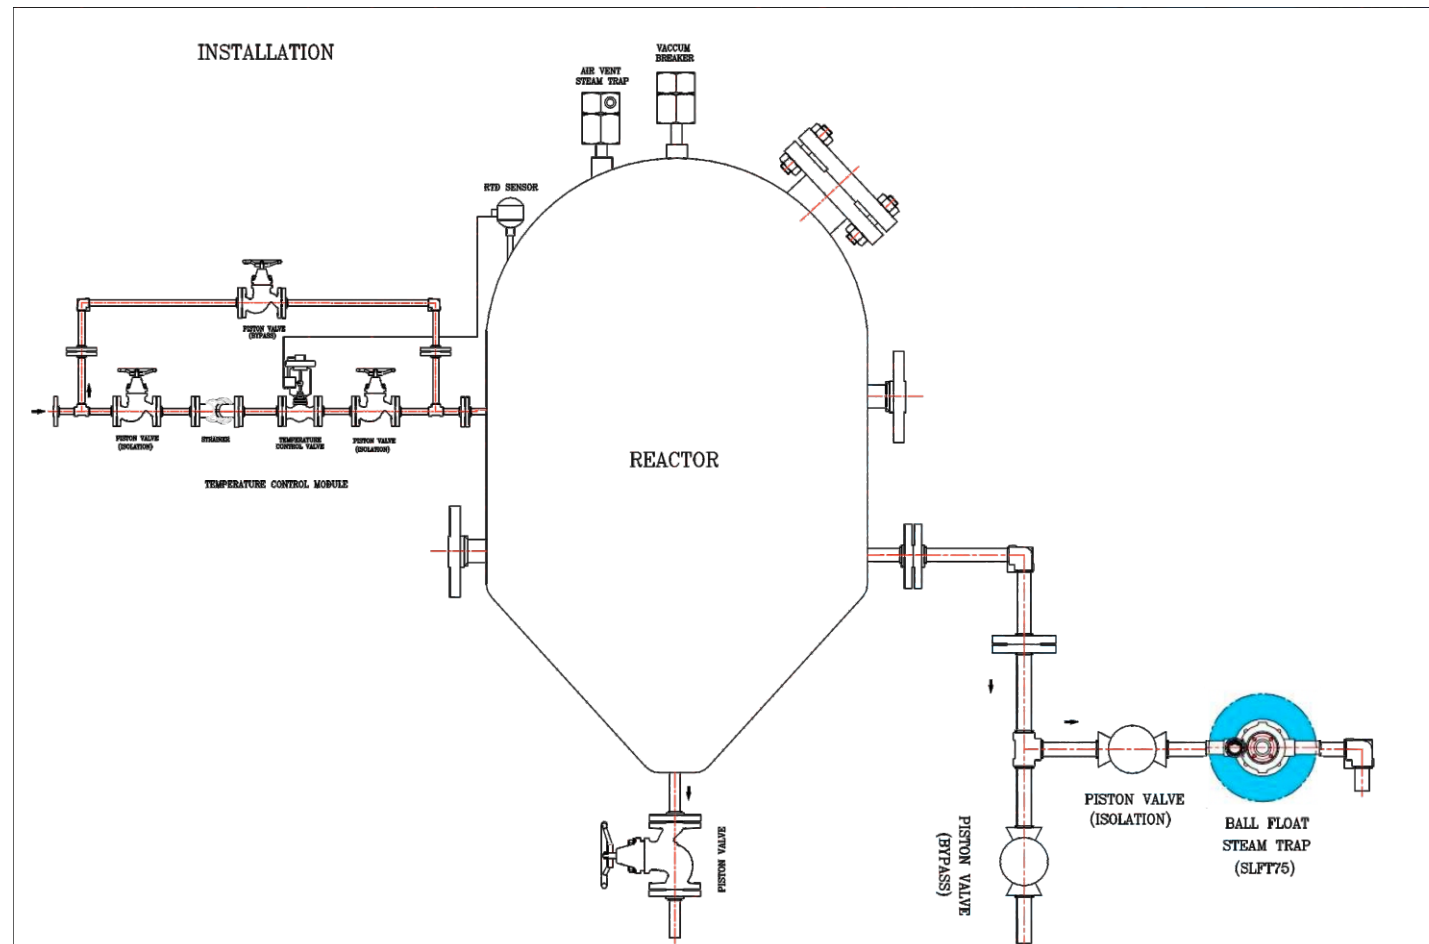 INSTALLATION
VACCUM
BREAKER
AIR VENT
STEAM TRAP
RTD SENSOR
PISTON VALVE
(BYPASS)
PISTON VALVE
(ISOLATION)
STRAINER
TEMPERATURE
CONTROL VALVE
PISTON VALVE
(ISOLATION)
TEMPERATURE CONTROL MODULE
REACTOR
PISTON VALVE
PISTON VALVE
(BYPASS)
PISTON VALVE
(ISOLATION)
BALL FLOAT
STEAM TRAP
(SLFT75)